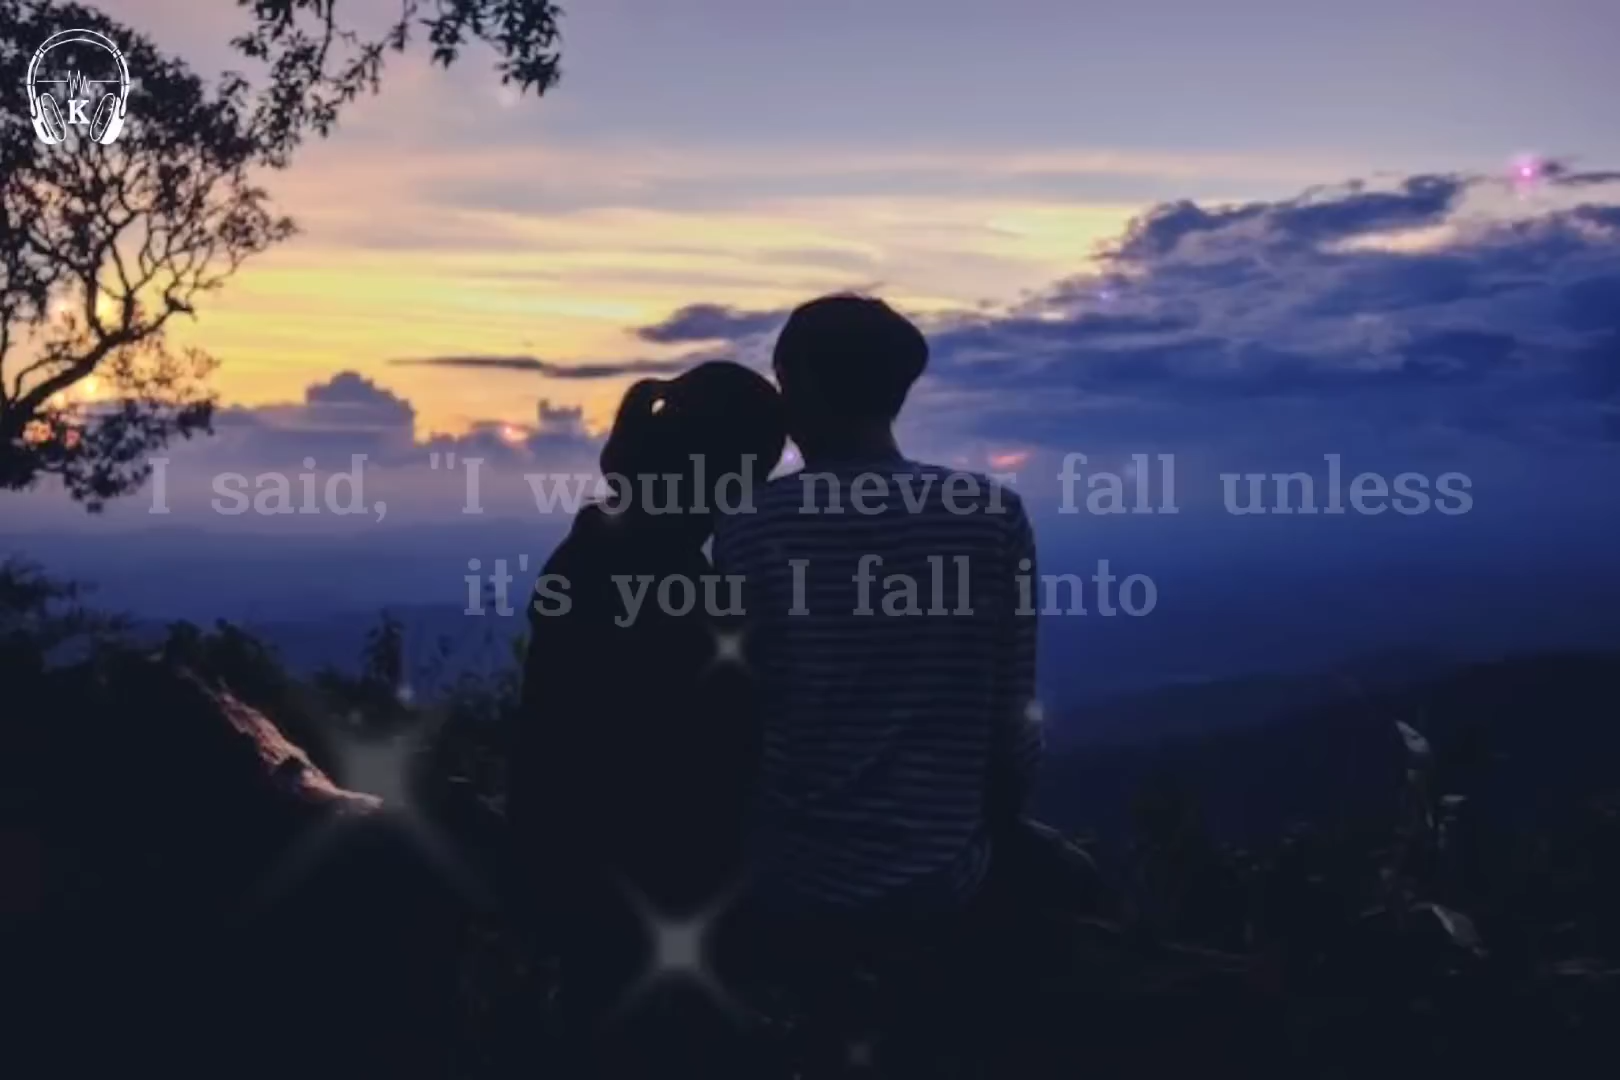 K
I said, "I would never fall unless
it's you I fall into